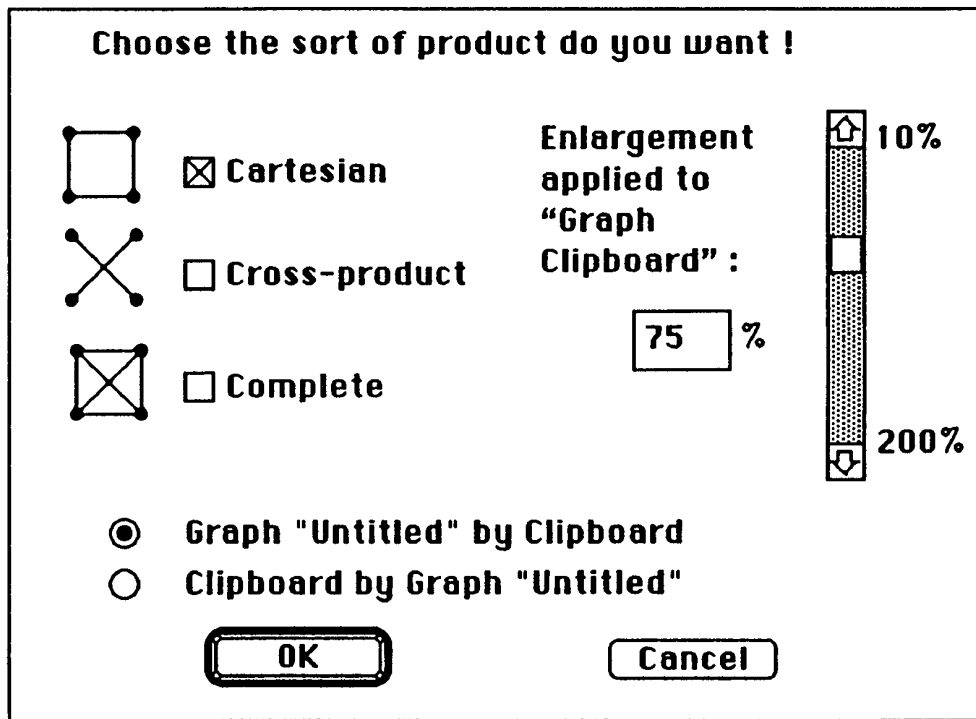 Choose the sort of product do you want !
Cartesian
Cross-product
Complete
Enlargement
applied to
“Graph
Clipboard” :
75 %
10%
200%
Graph "Untitled" by Clipboard
Clipboard by Graph "Untitled"
OK
Cancel